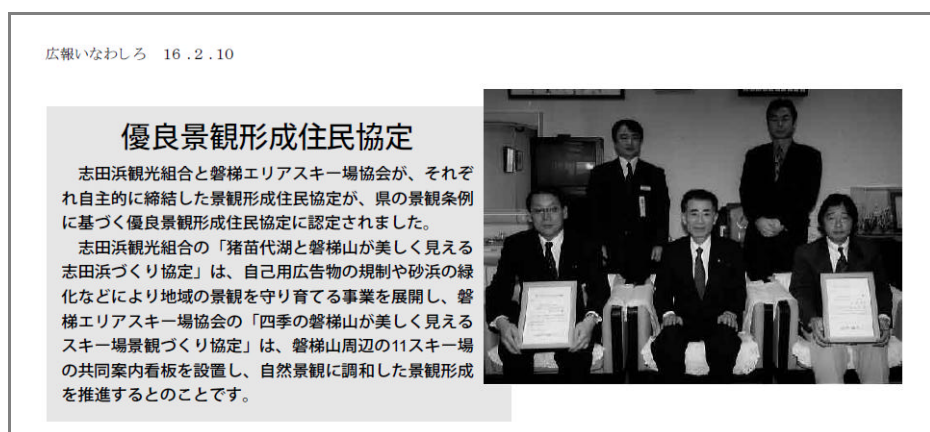 広報いなわしろ　16.2.10
優良景観形成住民協定
　志田浜観光組合と磐梯エリアスキー場協会が、それぞ
れ自主的に締結した景観形成住民協定が、県の景観条例
に基づく優良景観形成住民協定に認定されました。
　志田浜観光組合の「猪苗代湖と磐梯山が美しく見える
志田浜づくり協定」は、自己用広告物の規制や砂浜の緑
化などにより地域の景観を守り育てる事業を展開し、磐
梯エリアスキー場協会の「四季の磐梯山が美しく見える
スキー場景観づくり協定」は、磐梯山周辺の11スキー場
の共同案内看板を設置し、自然景観に調和した景観形成
を推進するとのことです。